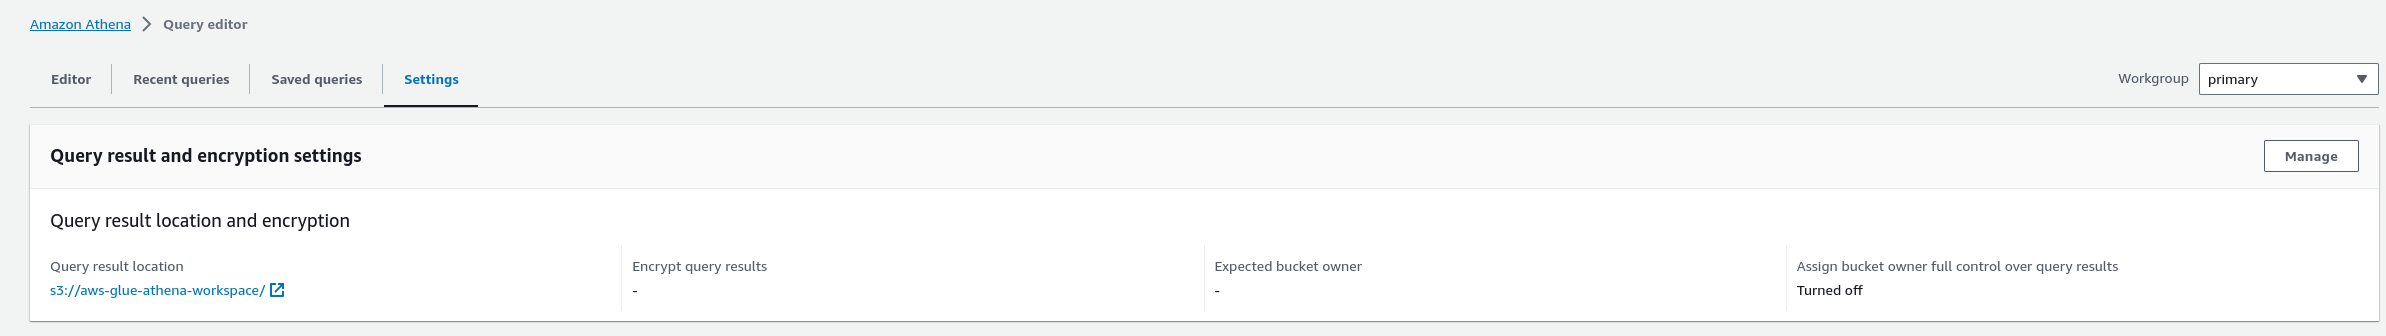 Amazon Athena > Query editor
Editor Recent queries Saved queries Settings Workgroup primary
Query result and encryption settings Manage
Query result location and encryption
Query result location Encrypt query results Expected bucket owner Assign bucket owner full control over query results
s3://aws-glue-athena-workspace/ - - Turned off